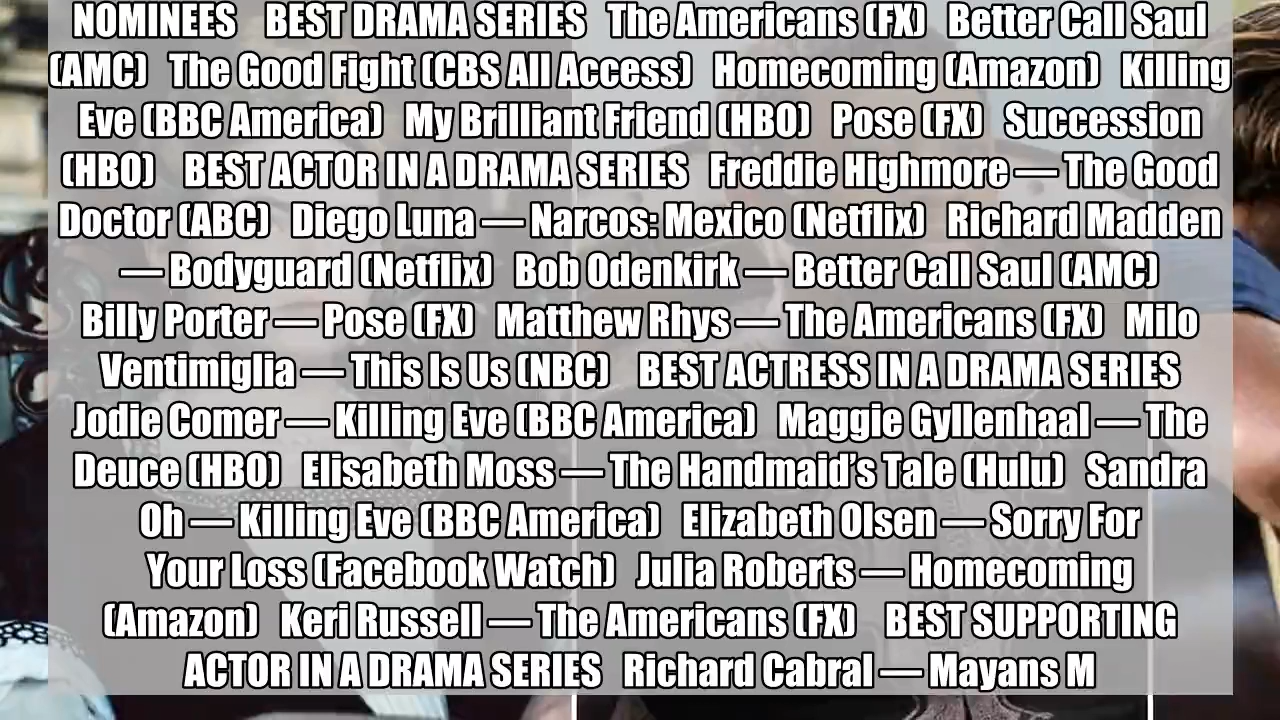 NOMINEES BEST DRAMA SERIES The Americans (FX) Better Call Saul
(AMC) The Good Fight (CBS All Access) Homecoming (Amazon) Killing
Eve (BBC America) My Brilliant Friend (HBO) Pose (FX) Succession
(HBO) BEST ACTOR IN A DRAMA SERIES Freddie Highmore — The Good
Doctor (ABC) Diego Luna — Narcos: Mexico (Netflix) Richard Madden
— Bodyguard (Netflix) Bob Odenkirk — Better Call Saul (AMC)
Billy Porter — Pose (FX) Matthew Rhys — The Americans (FX) Milo
Ventimiglia — This Is Us (NBC) BEST ACTRESS IN A DRAMA SERIES
Jodie Comer — Killing Eve (BBC America) Maggie Gyllenhaal — The
Deuce (HBO) Elisabeth Moss — The Handmaid’s Tale (Hulu) Sandra
Oh — Killing Eve (BBC America) Elizabeth Olsen — Sorry For
Your Loss (Facebook Watch) Julia Roberts — Homecoming
(Amazon) Keri Russell — The Americans (FX) BEST SUPPORTING
ACTOR IN A DRAMA SERIES Richard Cabral — Mayans M